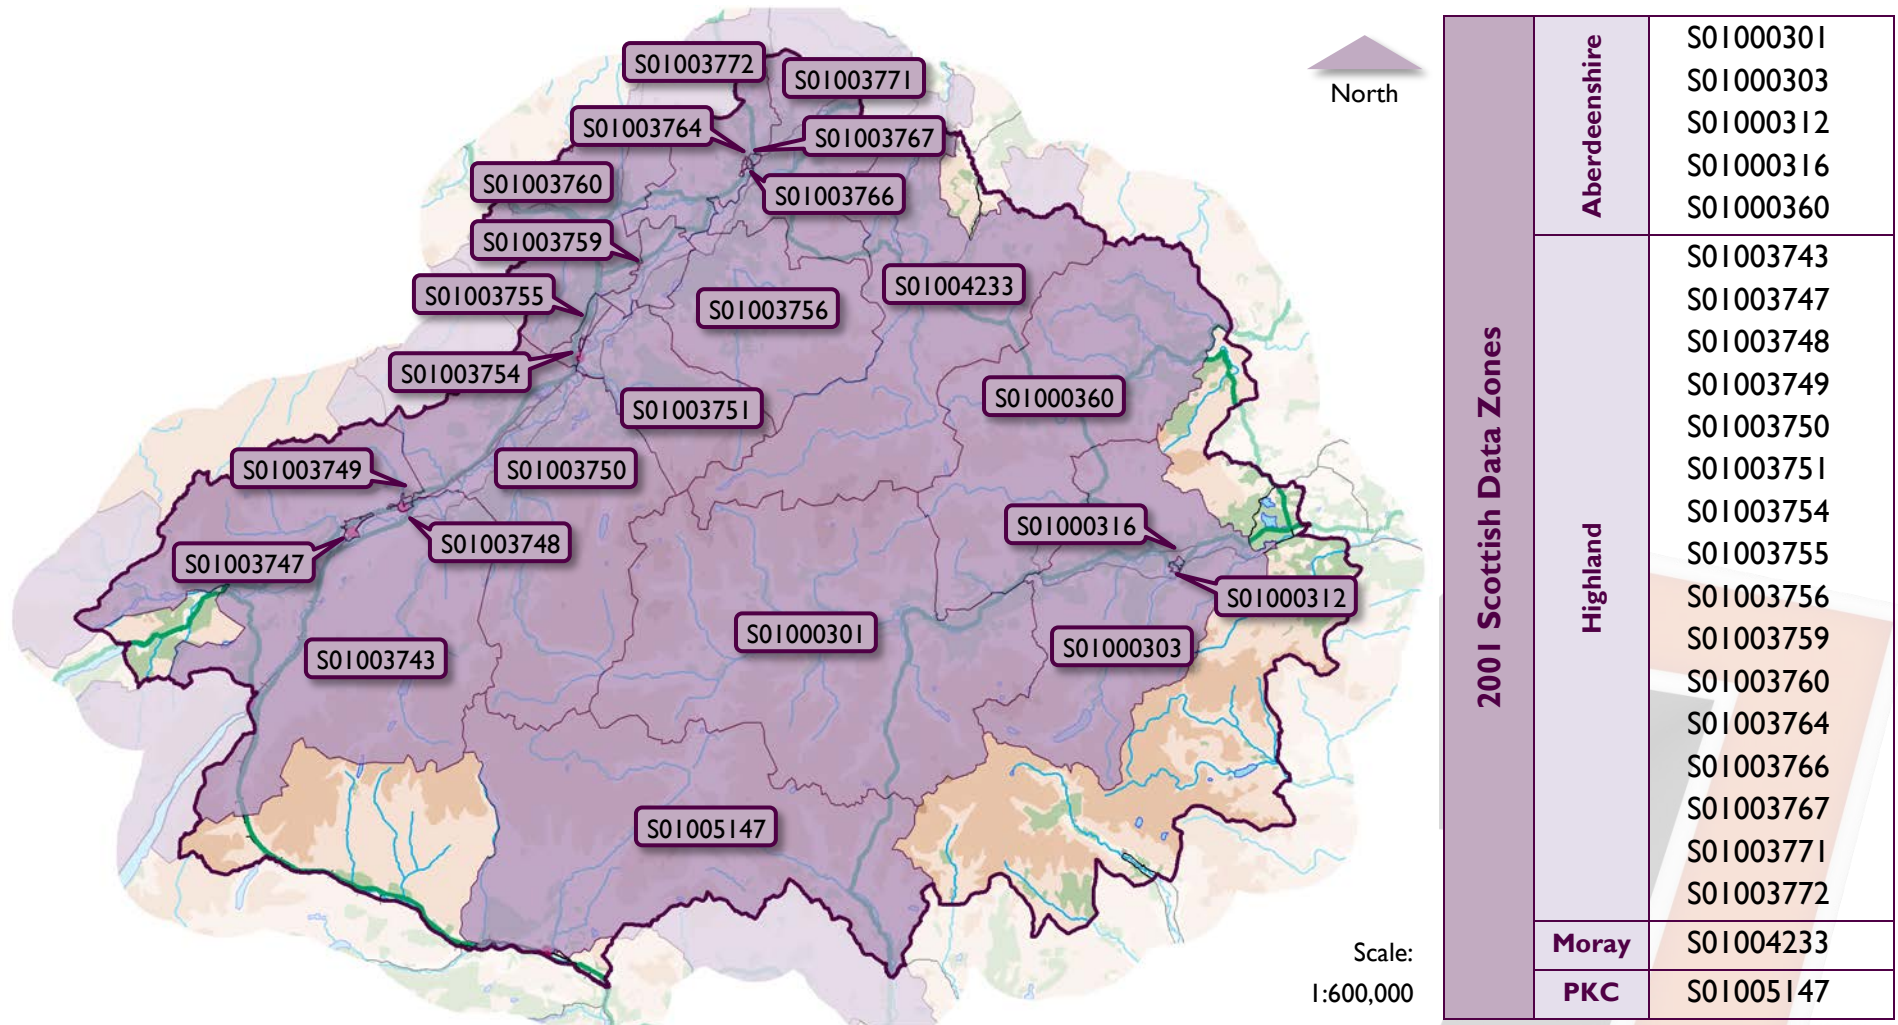 S01003772
S01003771
S01003764
S01003767
S01003760
S01003766
S01003759
S01004233
S01003755
S01003756
S01003754
S01000360
S01003751
S01003749
S01003750
S01000316
S01003748
S01003747
S01000312
S01000301
S01000303
S01003743
S01005147
North
Scale:
1:600,000
2001 Scottish Data Zones
Aberdeenshire
S01000301
S01000303
S01000312
S01000316
S01000360
Highland
S01003743
S01003747
S01003748
S01003749
S01003750
S01003751
S01003754
S01003755
S01003756
S01003759
S01003760
S01003764
S01003766
S01003767
S01003771
S01003772
Moray
S01004233
PKC
S01005147